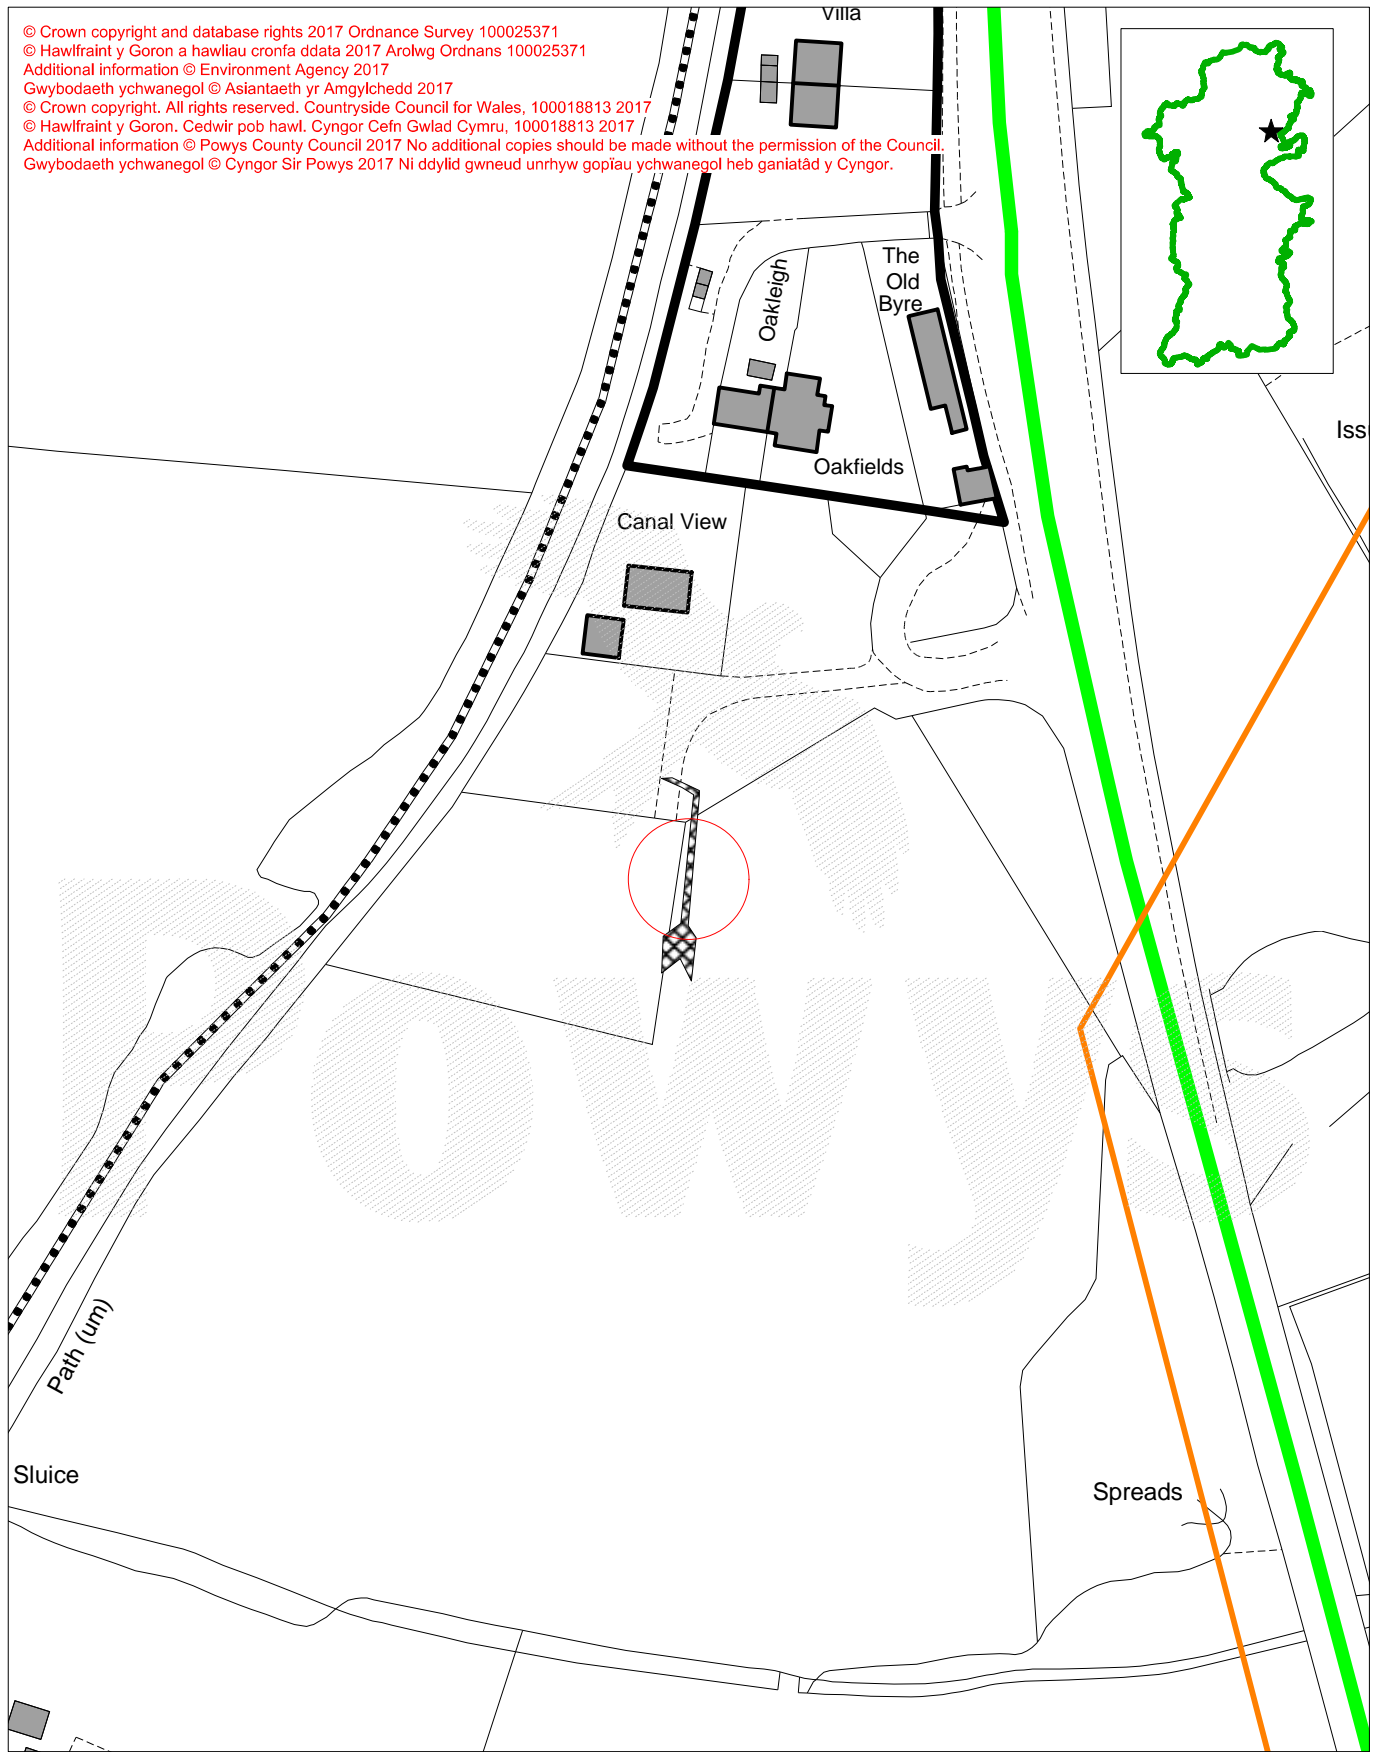 © Crown copyright and database rights 2017 Ordnance Survey 100025371
© Hawlfraint y Goron a hawliau cronfa ddata 2017 Arolwg Ordnans 100025371
Additional information © Environment Agency 2017
Gwybodaeth ychwanegol © Asiantaeth yr Amgylchedd 2017
© Crown copyright. All rights reserved. Countryside Council for Wales, 100018813 2017
© Hawlfraint y Goron. Cedwir pob hawl. Cyngor Cefn Gwlad Cymru, 100018813 2017
Additional information © Powys County Council 2017 No additional copies should be made without the permission of the Council.
Gwybodaeth ychwanegol © Cyngor Sir Powys 2017 Ni ddylid gwneud unrhyw gopïau ychwanegol heb ganiatâd y Cyngor.
Villa
The
Old
Byre
Oakleigh
Oakfields
Canal View
Powys
Path (um)
Sluice
Spreads